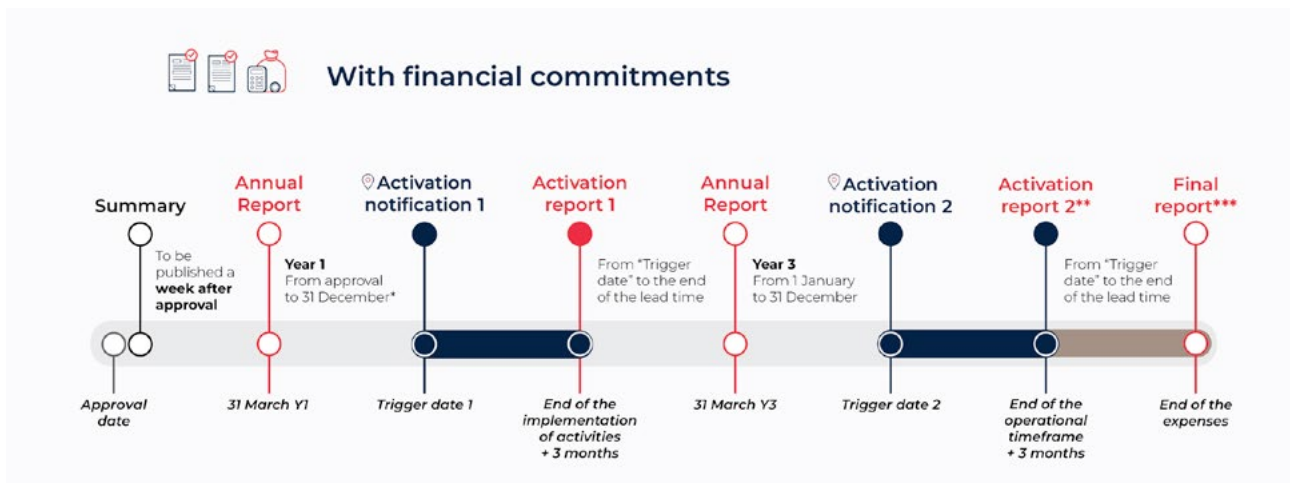 With financial commitments
Summary
To be
published a
week after
approval
Approval
date
Annual
Report
Year 1
From approval
to 31 December*
31 March Y1
Activation
notification 1
Trigger date 1
Activation
report 1
From "Trigger
date" to the end
of the lead time
End of the
implementation
of activities
+ 3 months
Annual
Report
Year 3
From 1 January
to 31 December
31 March Y3
Activation
notification 2
Trigger date 2
Activation
report 2**
From "Trigger
date" to the end
of the lead time
End of the
operational
timeframe
+ 3 months
Final
report***
End of the
expenses